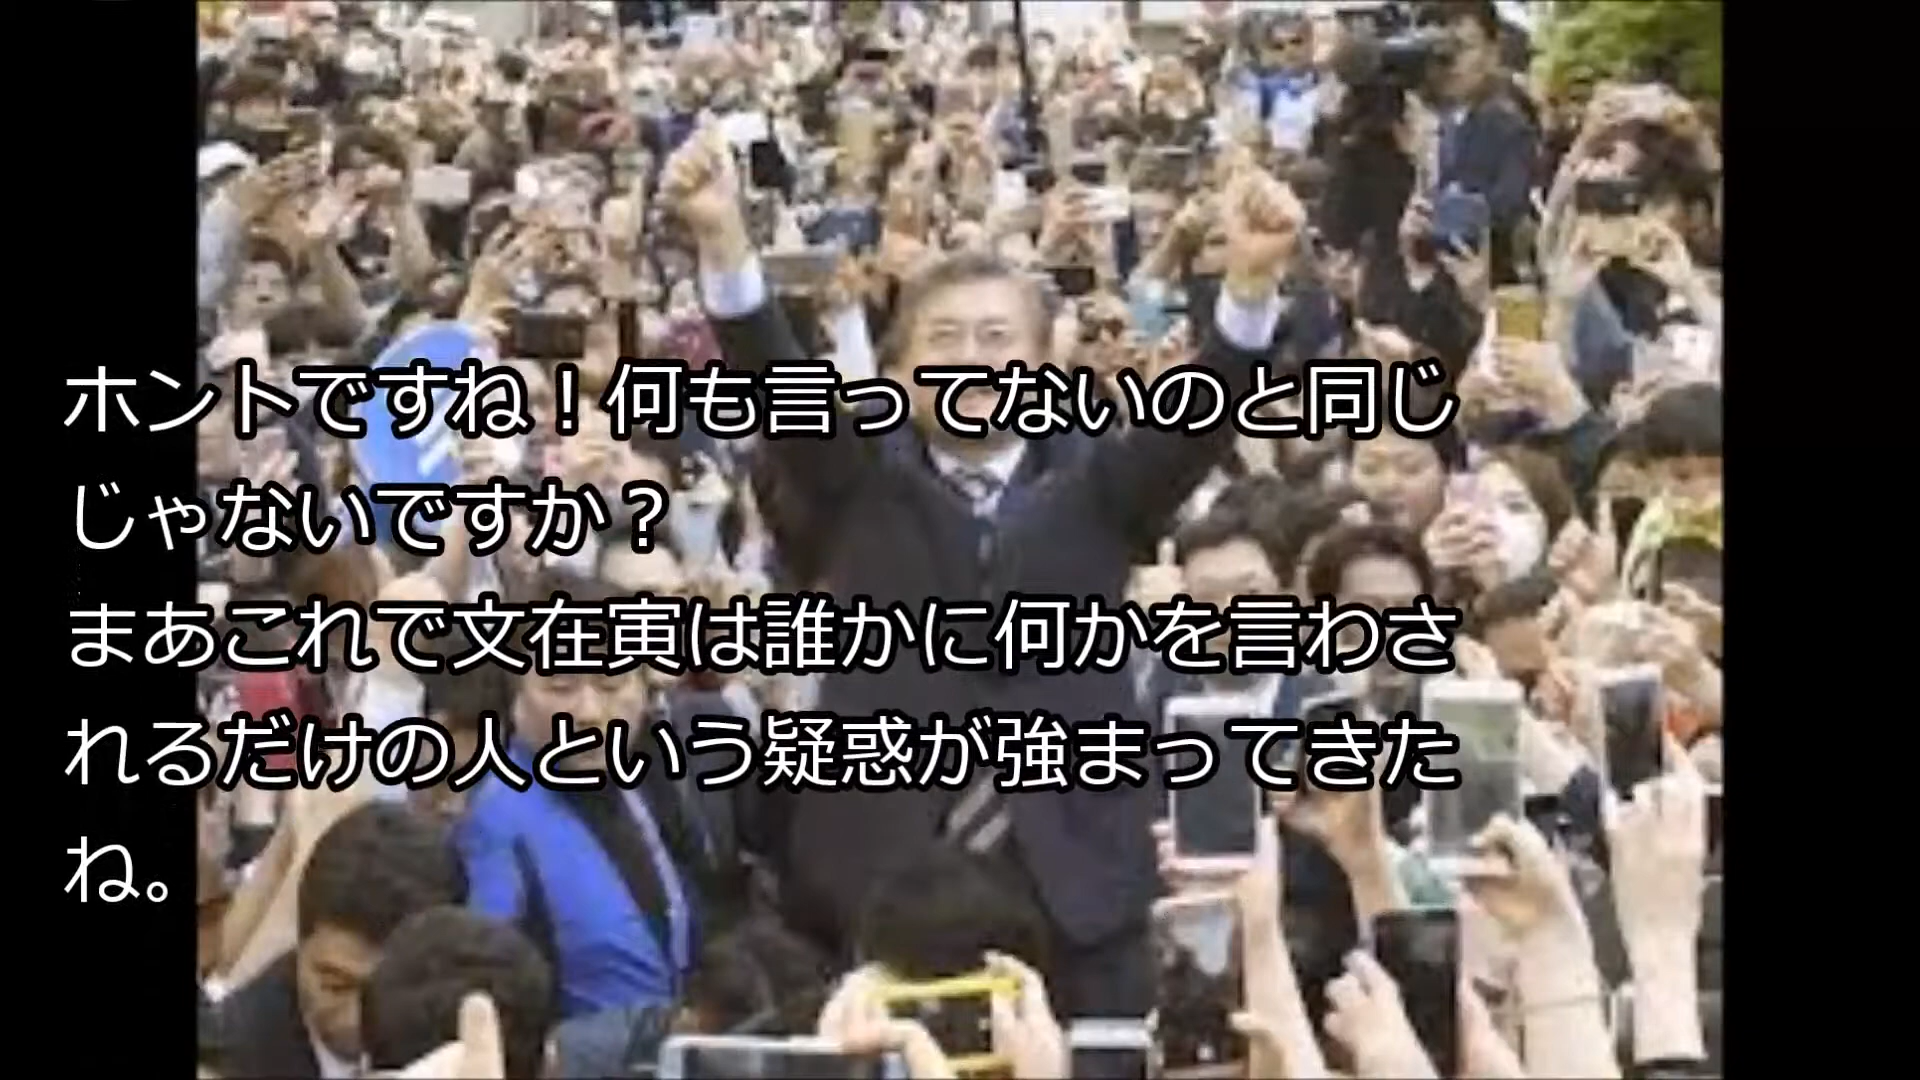 ホントですね！何も言ってないのと同じ
じゃないですか？
まあこれで文在寅は誰かに何かを言わさ
れるだけの人という疑惑が強まってきた
ね。